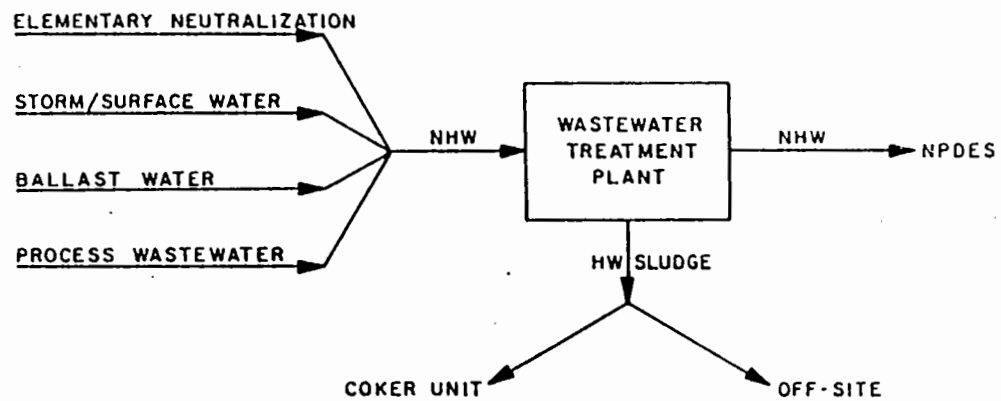 ELEMENTARY NEUTRALIZATION
STORM/SURFACE WATER
BALLAST WATER
PROCESS WASTEWATER
NHW
WASTEWATER
TREATMENT
PLANT
NHW
NPDES
HW SLUDGE
COKER UNIT
OFF-SITE